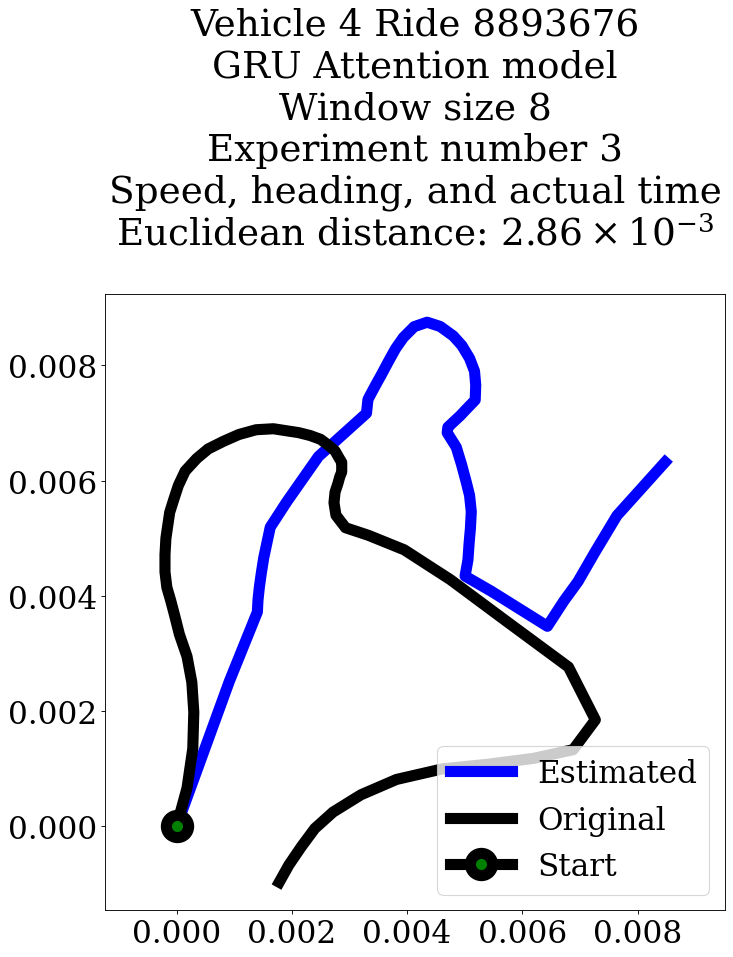 Vehicle 4 Ride 8893676
GRU Attention model
Window size 8
Experiment number 3
Speed, heading, and actual time
Euclidean distance: 2.86 × 10⁻³
0.008
0.006
0.004
0.002
0.000
Estimated
Original
Start
0.000 0.002 0.004 0.006 0.008